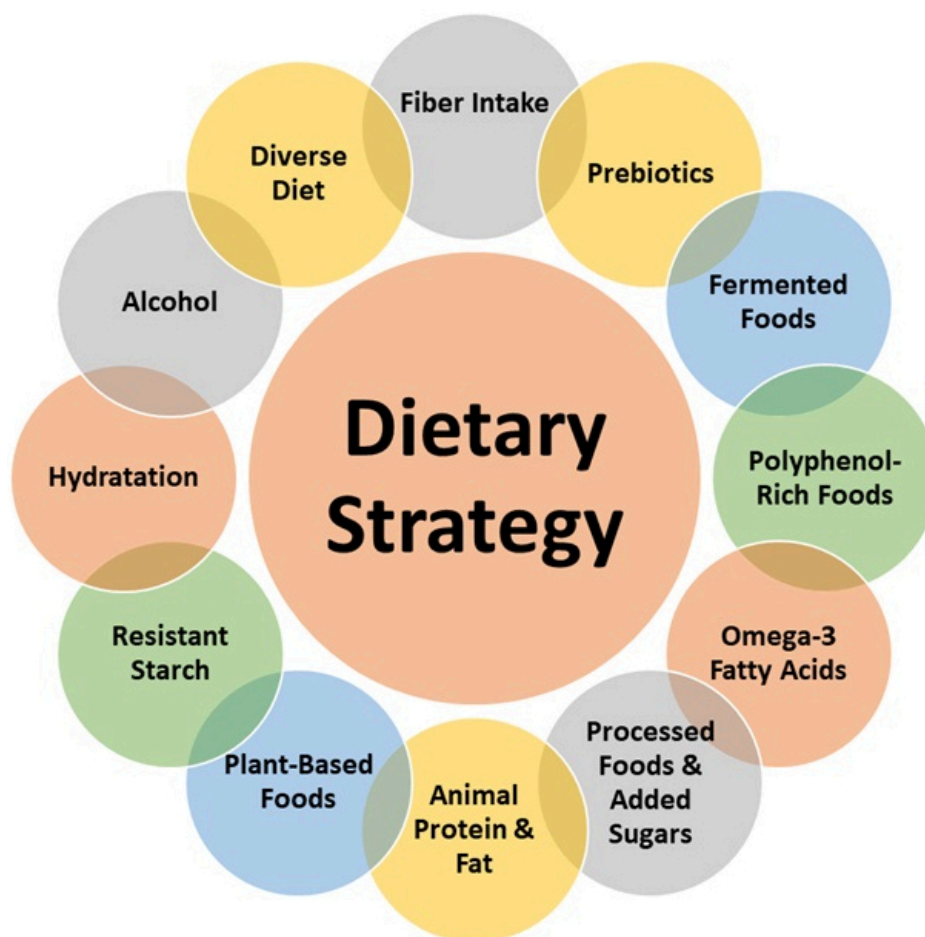 Dietary
Strategy
Fiber Intake
Prebiotics
Fermented
Foods
Polyphenol-
Rich Foods
Omega-3
Fatty Acids
Processed
Foods &
Added
Sugars
Animal
Protein &
Fat
Plant-Based
Foods
Resistant
Starch
Hydratation
Alcohol
Diverse
Diet